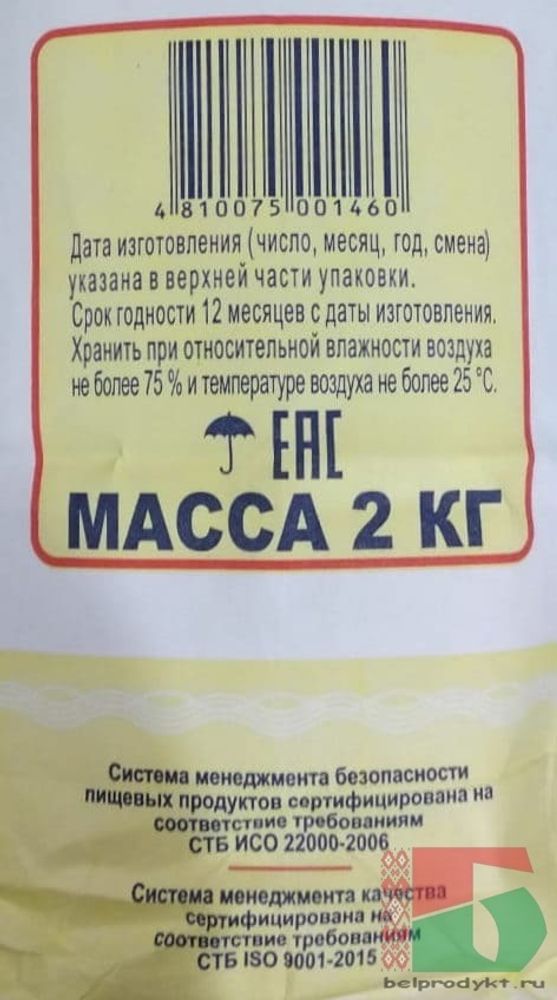 4 810075 001460
Дата изготовления (число, месяц, год, смена)
указана в верхней части упаковки.
Срок годности 12 месяцев с даты изготовления.
Хранить при относительной влажности воздуха
не более 75 % и температуре воздуха не более 25 °С.
ЕАС
МАССА 2 КГ
Система менеджмента безопасности
пищевых продуктов сертифицирована на
соответствие требованиям
СТБ ИСО 22000-2006
Система менеджмента качества
сертифицирована на
соответствие требованиям
СТБ ISO 9001-2015
Б
belprodykt.ru